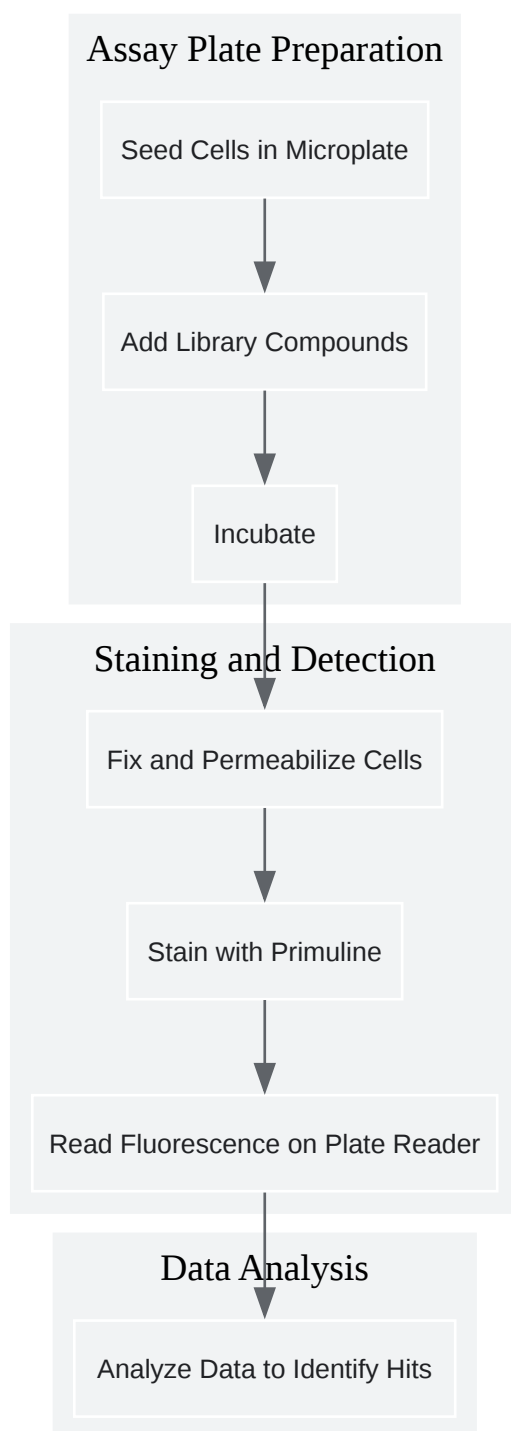 Assay Plate Preparation
Seed Cells in Microplate
Add Library Compounds
Incubate
Staining and Detection
Fix and Permeabilize Cells
Stain with Primuline
Read Fluorescence on Plate Reader
Data Analysis
Analyze Data to Identify Hits